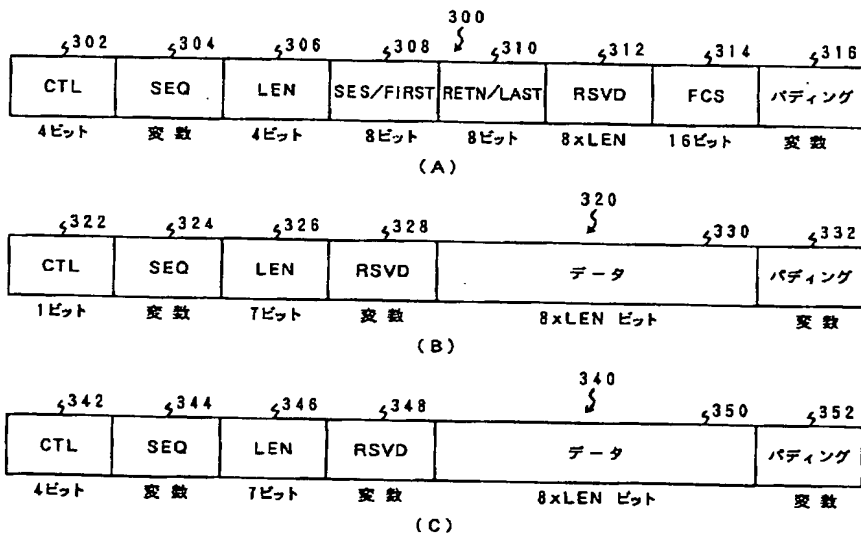 300
302 304 306 308 310 312 314 316
CTL SEQ LEN SES/FIRST RETN/LAST RSVD FCS パディング
4ビット 変数 4ビット 8ビット 8ビット 8xLEN 16ビット 変数
(A)
320
322 324 326 328 330 332
CTL SEQ LEN RSVD データ パディング
1ビット 変数 7ビット 変数 8xLEN ビット 変数
(B)
340
342 344 346 348 350 352
CTL SEQ LEN RSVD データ パディング
4ビット 変数 7ビット 変数 8xLEN ビット 変数
(C)